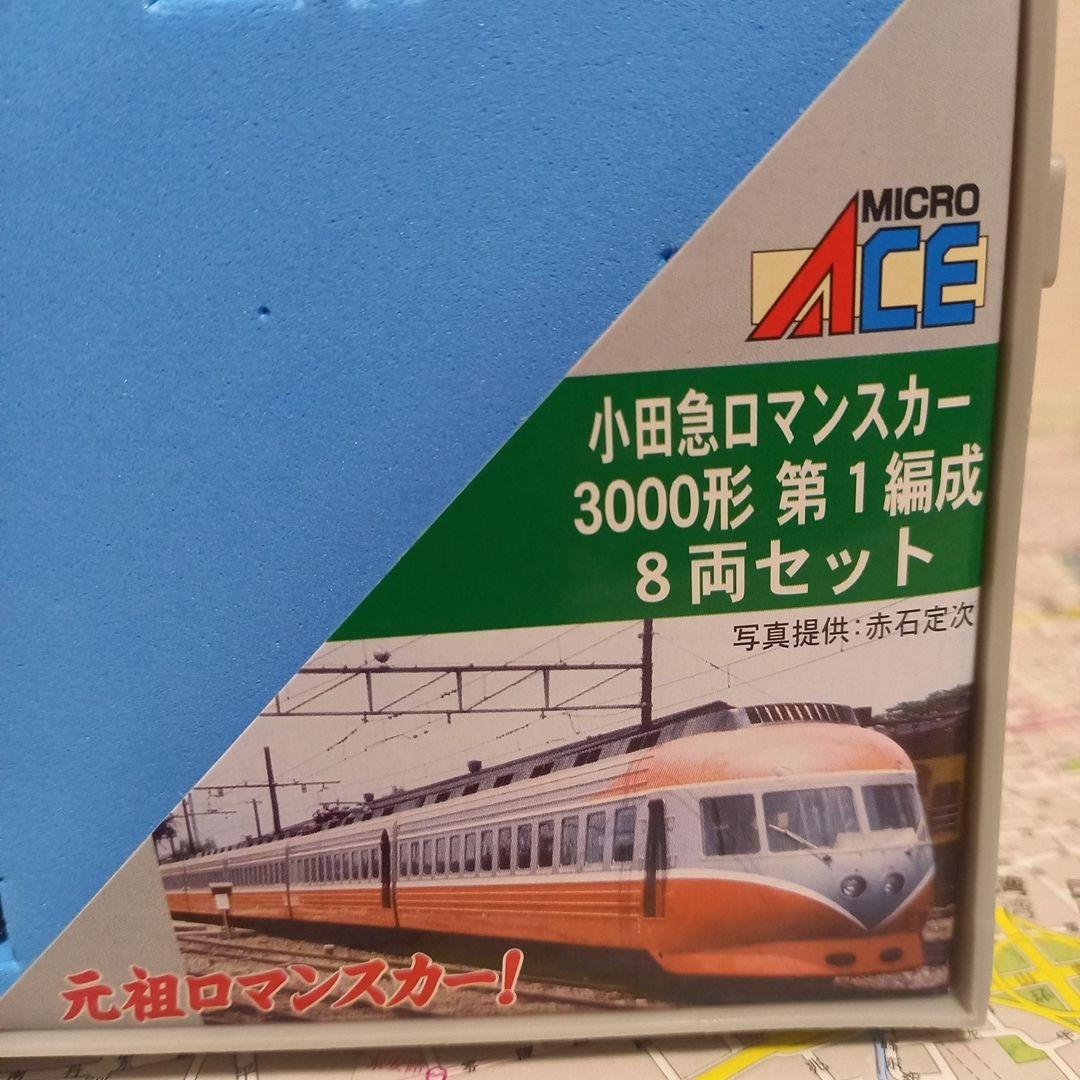 MICRO
ACE
小田急ロマンスカー
3000形 第1編成
8両セット
写真提供:赤石定次
元祖ロマンスカー!